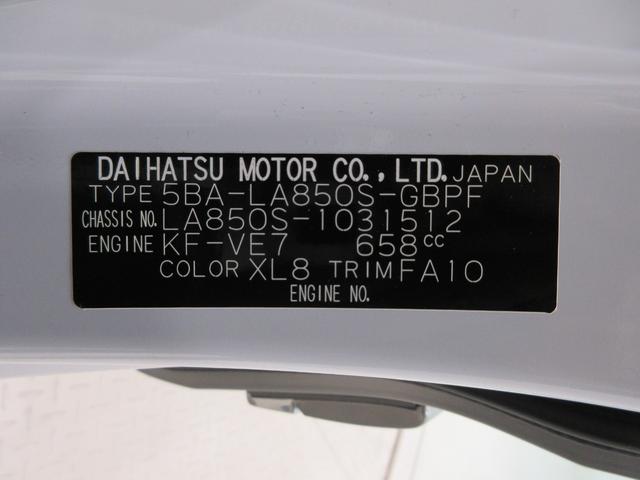 DAIHATSU MOTOR CO., LTD. JAPAN
TYPE 5BA-LA850S-GBPF
CHASSIS NO. LA850S-1031512
ENGINE KF-VE7 658cc
COLOR XL8 TRIM FA10
ENGINE NO.